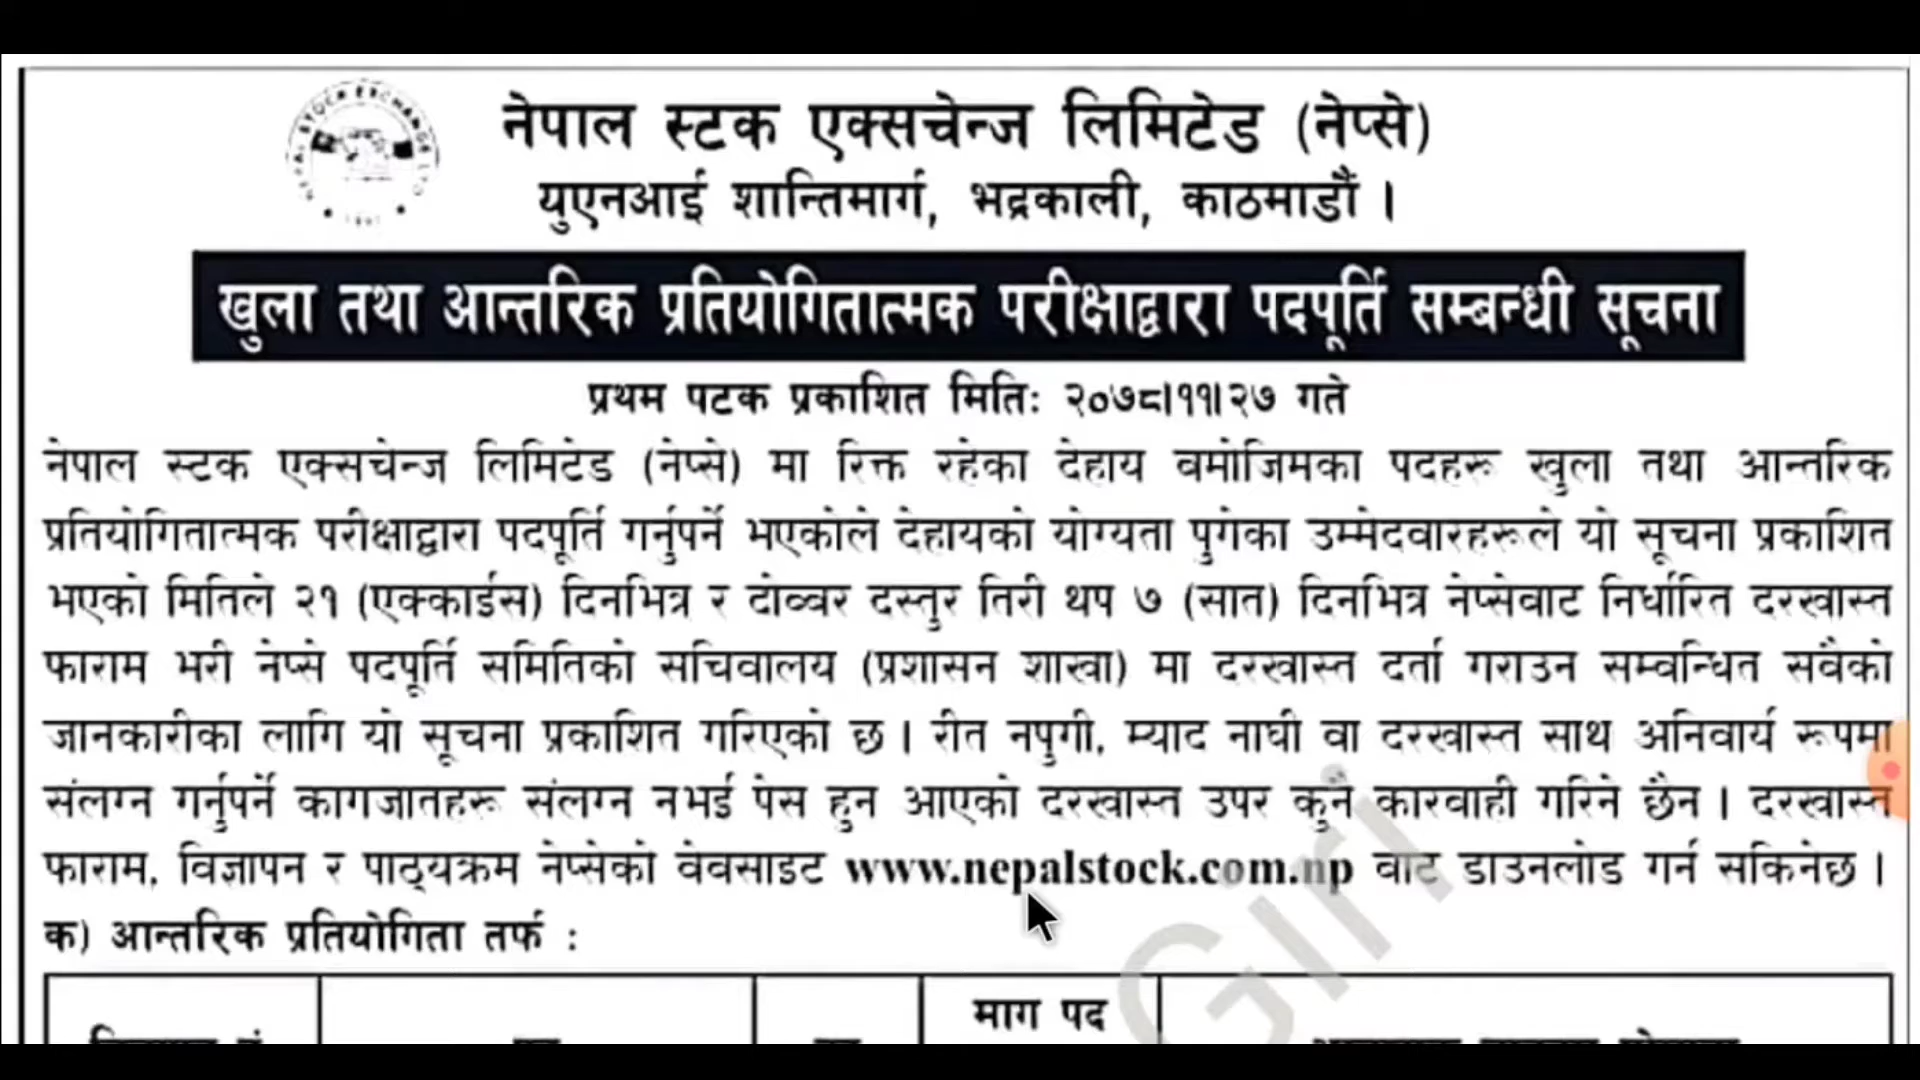 नेपाल स्टक एक्सचेन्ज लिमिटेड (नेप्से)
युएनआई शान्तिमार्ग, भद्रकाली, काठमाडौं ।
खुला तथा आन्तरिक प्रतियोगितात्मक परीक्षाद्वारा पदपूर्ति सम्बन्धी सूचना
प्रथम पटक प्रकाशित मितिः २०७८।११।२७ गते
नेपाल स्टक एक्सचेन्ज लिमिटेड (नेप्से) मा रिक्त रहेका देहाय बमोजिमका पदहरू खुला तथा आन्तरिक
प्रतियोगितात्मक परीक्षाद्वारा पदपूर्ति गर्नुपर्ने भएकोले देहायको योग्यता पुगेका उम्मेदवारहरूले यो सूचना प्रकाशित
भएको मितिले २१ (एक्काईस) दिनभित्र र दोव्वर दस्तुर तिरी थप ७ (सात) दिनभित्र नेप्सेवाट निर्धारित दरखास्त
फाराम भरी नेप्से पदपूर्ति समितिको सचिवालय (प्रशासन शाखा) मा दरखास्त दर्ता गराउन सम्वन्धित सवैको
जानकारीका लागि यो सूचना प्रकाशित गरिएको छ । रीत नपुगी, म्याद नाघी वा दरखास्त साथ अनिवार्य रूपमा
संलग्न गर्नुपर्ने कागजातहरू संलग्न नभई पेस हुन आएको दरखास्त उपर कुनै कारवाही गरिने छैन । दरखास्त
फाराम, विज्ञापन र पाठ्यक्रम नेप्सेको वेवसाइट www.nepalstock.com.np वाट डाउनलोड गर्न सकिनेछ ।
क) आन्तरिक प्रतियोगिता तर्फ :
माग पद
Giri